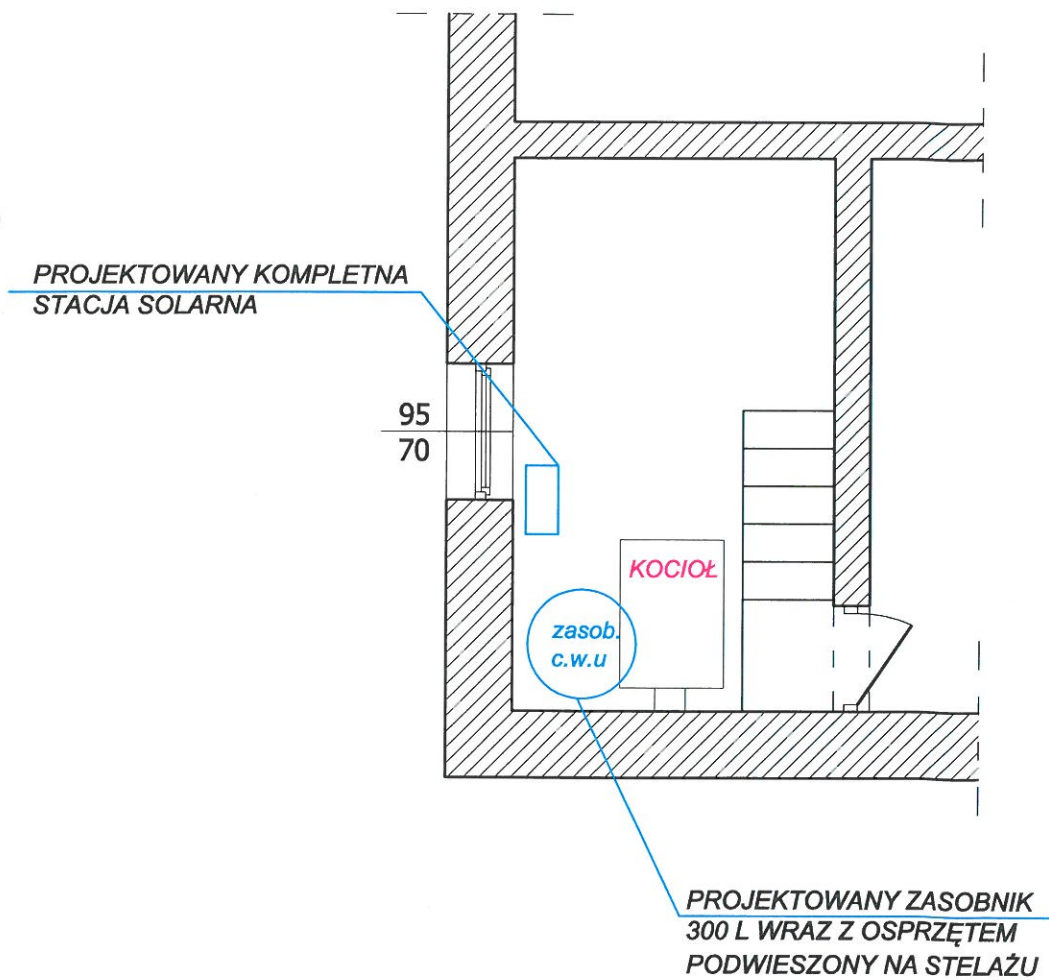 PROJEKTOWANY KOMPLETNA
STACJA SOLARNA
95
70
KOCIOŁ
zasob.
c.w.u
PROJEKTOWANY ZASOBNIK
300 L WRAZ Z OSPRZĘTEM
PODWIESZONY NA STELAŻU